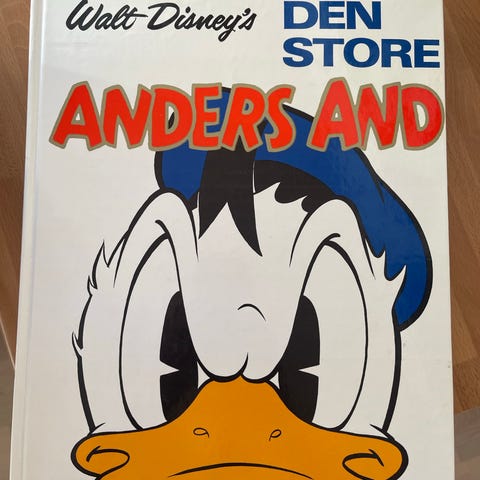 Walt Disney's
DEN
STORE
ANDERS AND